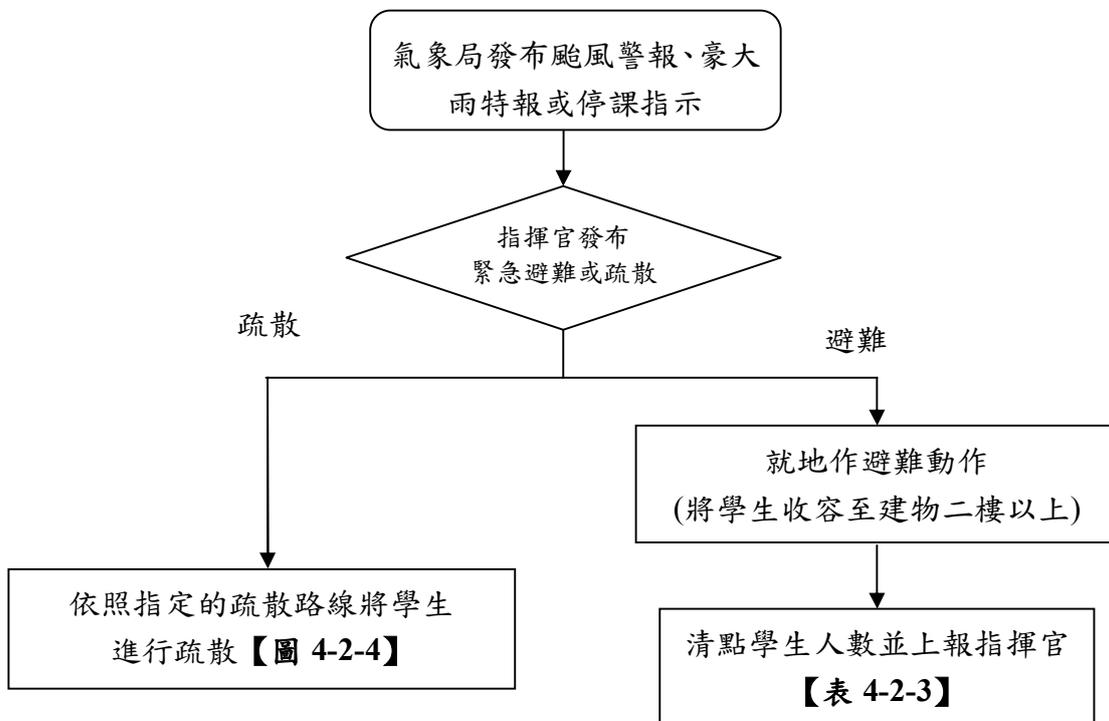 氣象局發布颱風警報、豪大
雨特報或停課指示
指揮官發布
緊急避難或疏散
疏散
避難
就地作避難動作
(將學生收容至建物二樓以上)
依照指定的疏散路線將學生
進行疏散【圖 4-2-4】
清點學生人數並上報指揮官
【表 4-2-3】